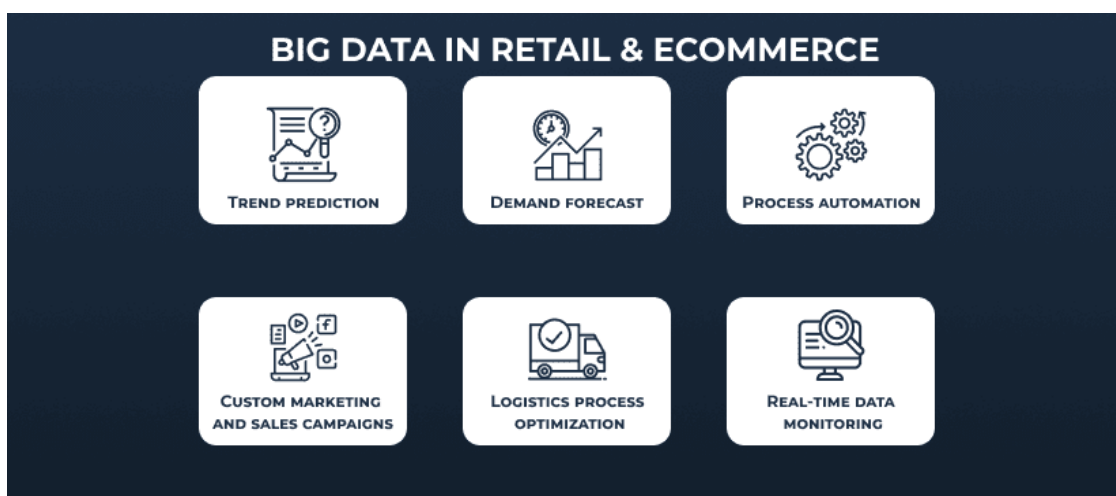 BIG DATA IN RETAIL & ECOMMERCE
TREND PREDICTION
DEMAND FORECAST
PROCESS AUTOMATION
CUSTOM MARKETING
AND SALES CAMPAIGNS
LOGISTICS PROCESS
OPTIMIZATION
REAL-TIME DATA
MONITORING